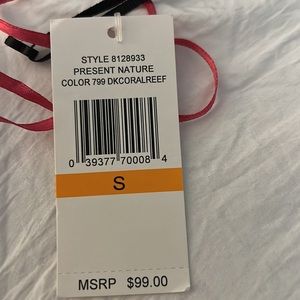 STYLE 8128933
PRESENT NATURE
COLOR 799 DKCORALREEF
0 39377 70008 4
S
MSRP $99.00